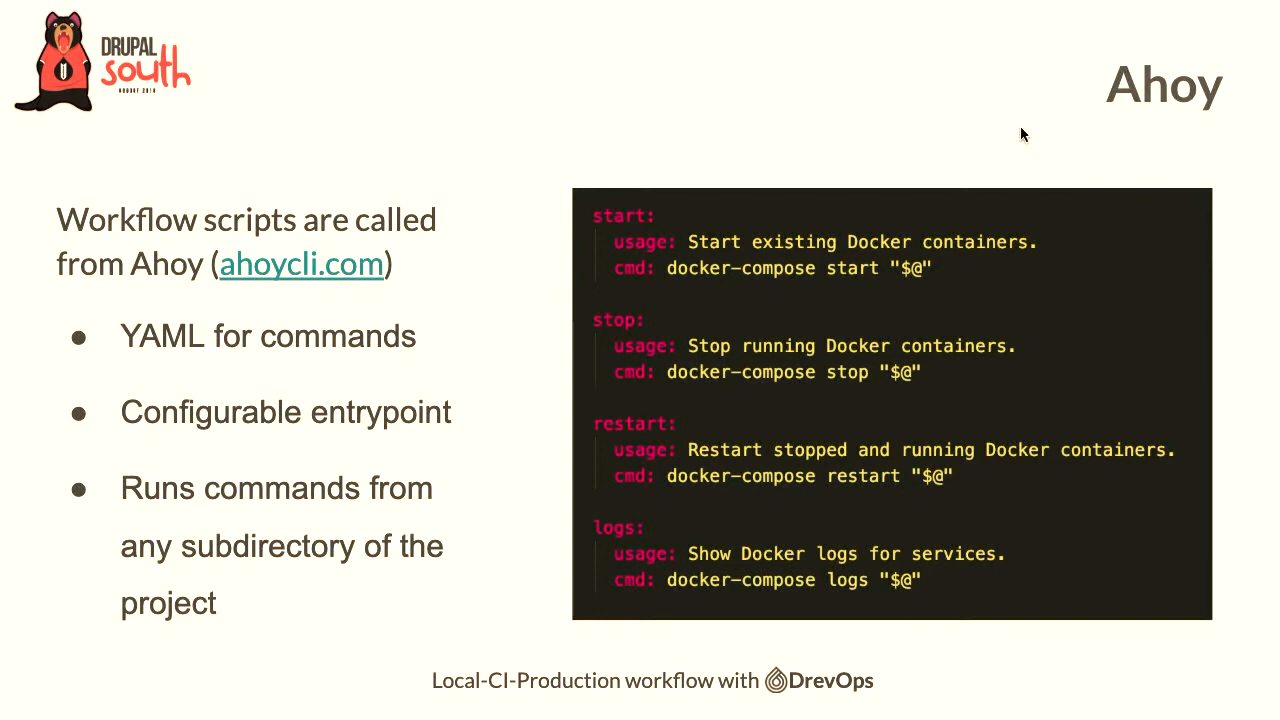 DRUPAL
south
AUGUST 2018
Ahoy
Workflow scripts are called
from Ahoy (ahoycli.com)
● YAML for commands
● Configurable entrypoint
● Runs commands from
any subdirectory of the
project
start:
usage: Start existing Docker containers.
cmd: docker-compose start "$@"
stop:
usage: Stop running Docker containers.
cmd: docker-compose stop "$@"
restart:
usage: Restart stopped and running Docker containers.
cmd: docker-compose restart "$@"
logs:
usage: Show Docker logs for services.
cmd: docker-compose logs "$@"
Local-CI-Production workflow with DrevOps